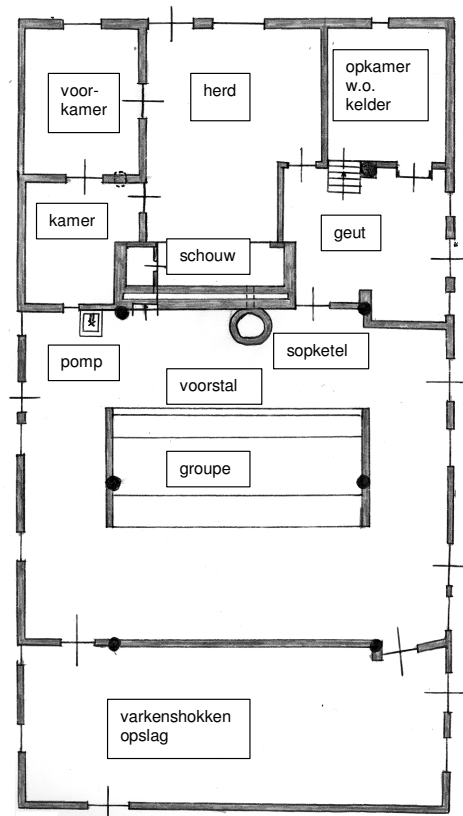 voor-
kamer
herd
opkamer
w.o.
kelder
kamer
geut
schouw
pomp
sopketel
voorstal
groupe
varkenshokken
opslag